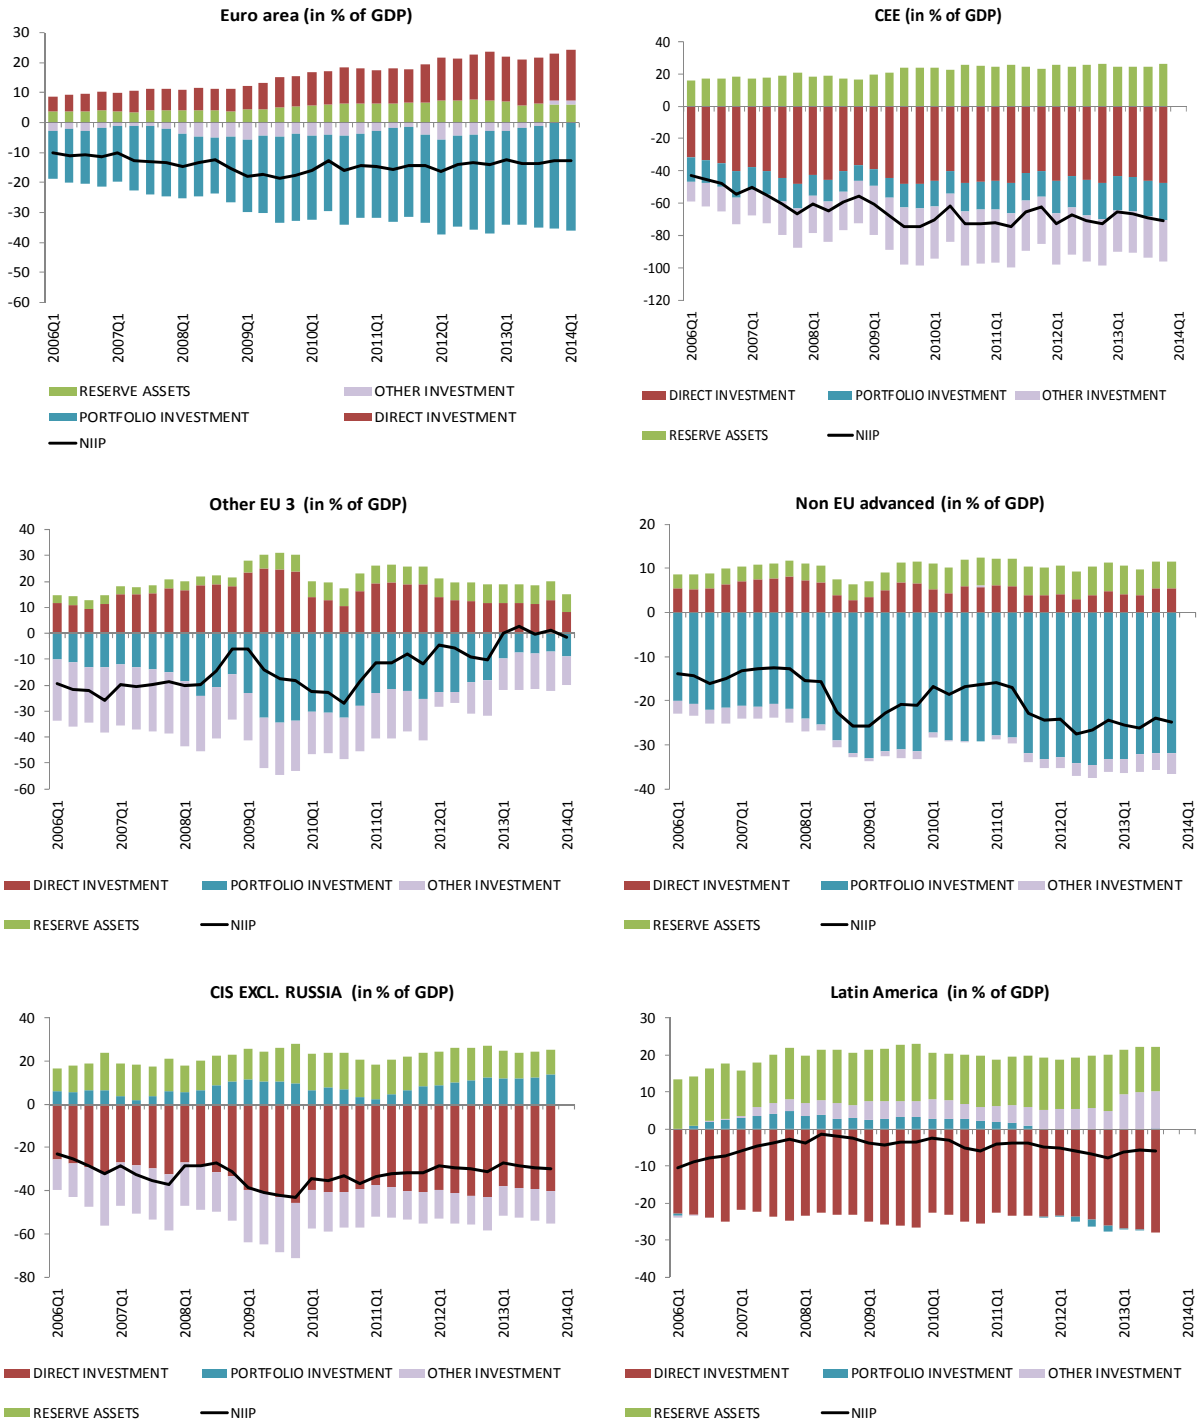 Euro area (in % of GDP)
30
20
10
0
-10
-20
-30
-40
-50
-60
2006Q1
2007Q1
2008Q1
2009Q1
2010Q1
2011Q1
2012Q1
2013Q1
2014Q1
RESERVE ASSETS
OTHER INVESTMENT
PORTFOLIO INVESTMENT
DIRECT INVESTMENT
NIIP
CEE (in % of GDP)
40
20
0
-20
-40
-60
-80
-100
-120
2006Q1
2007Q1
2008Q1
2009Q1
2010Q1
2011Q1
2012Q1
2013Q1
2014Q1
DIRECT INVESTMENT
PORTFOLIO INVESTMENT
OTHER INVESTMENT
RESERVE ASSETS
NIIP
Other EU 3 (in % of GDP)
40
30
20
10
0
-10
-20
-30
-40
-50
-60
2006Q1
2007Q1
2008Q1
2009Q1
2010Q1
2011Q1
2012Q1
2013Q1
2014Q1
DIRECT INVESTMENT
PORTFOLIO INVESTMENT
OTHER INVESTMENT
RESERVE ASSETS
NIIP
Non EU advanced (in % of GDP)
20
10
0
-10
-20
-30
-40
2006Q1
2007Q1
2008Q1
2009Q1
2010Q1
2011Q1
2012Q1
2013Q1
2014Q1
DIRECT INVESTMENT
PORTFOLIO INVESTMENT
OTHER INVESTMENT
RESERVE ASSETS
NIIP
CIS EXCL. RUSSIA (in % of GDP)
40
20
0
-20
-40
-60
-80
2006Q1
2007Q1
2008Q1
2009Q1
2010Q1
2011Q1
2012Q1
2013Q1
2014Q1
DIRECT INVESTMENT
PORTFOLIO INVESTMENT
OTHER INVESTMENT
RESERVE ASSETS
NIIP
Latin America (in % of GDP)
30
20
10
0
-10
-20
-30
-40
2006Q1
2007Q1
2008Q1
2009Q1
2010Q1
2011Q1
2012Q1
2013Q1
2014Q1
DIRECT INVESTMENT
PORTFOLIO INVESTMENT
OTHER INVESTMENT
RESERVE ASSETS
NIIP